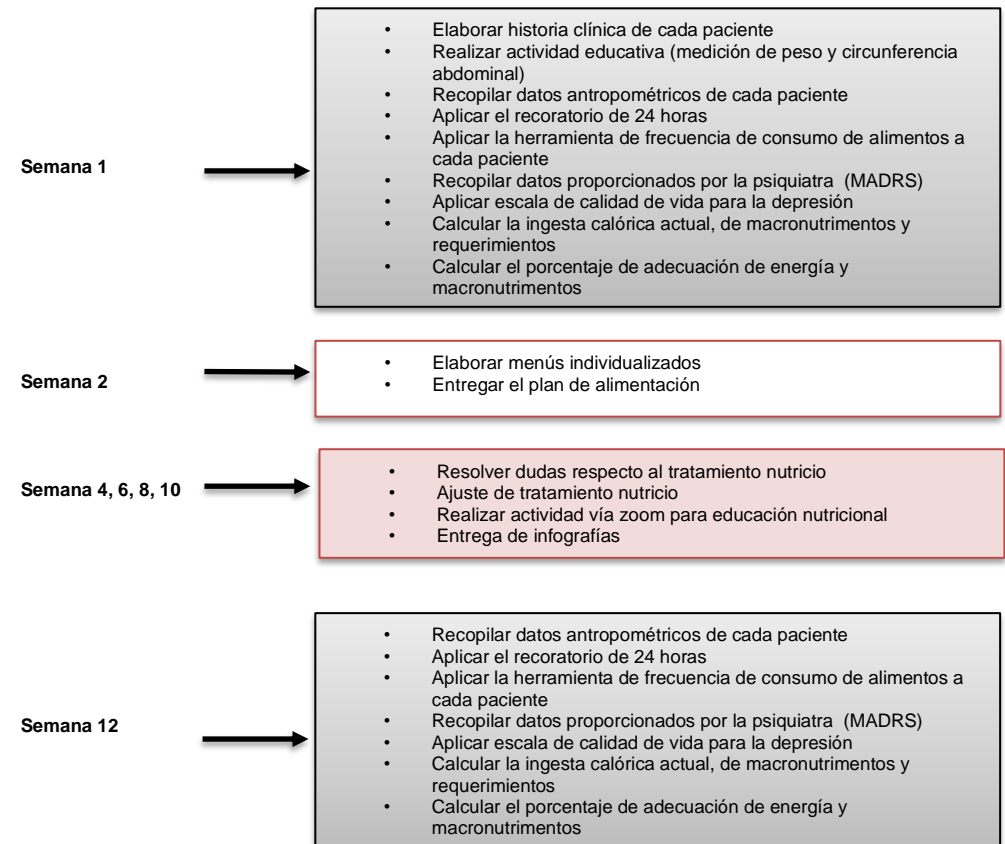 • Elaborar historia clínica de cada paciente
• Realizar actividad educativa (medición de peso y circunferencia
abdominal)
• Recopilar datos antropométricos de cada paciente
• Aplicar el recoratorio de 24 horas
• Aplicar la herramienta de frecuencia de consumo de alimentos a
cada paciente
Semana 1
• Recopilar datos proporcionados por la psiquiatra (MADRS)
• Aplicar escala de calidad de vida para la depresión
• Calcular la ingesta calórica actual, de macronutrimentos y
requerimientos
• Calcular el porcentaje de adecuación de energía y
macronutrimentos
Semana 2
• Elaborar menús individualizados
• Entregar el plan de alimentación
Semana 4, 6, 8, 10
• Resolver dudas respecto al tratamiento nutricio
• Ajuste de tratamiento nutricio
• Realizar actividad vía zoom para educación nutricional
• Entrega de infografías
Semana 12
• Recopilar datos antropométricos de cada paciente
• Aplicar el recoratorio de 24 horas
• Aplicar la herramienta de frecuencia de consumo de alimentos a
cada paciente
• Recopilar datos proporcionados por la psiquiatra (MADRS)
• Aplicar escala de calidad de vida para la depresión
• Calcular la ingesta calórica actual, de macronutrimentos y
requerimientos
• Calcular el porcentaje de adecuación de energía y
macronutrimentos